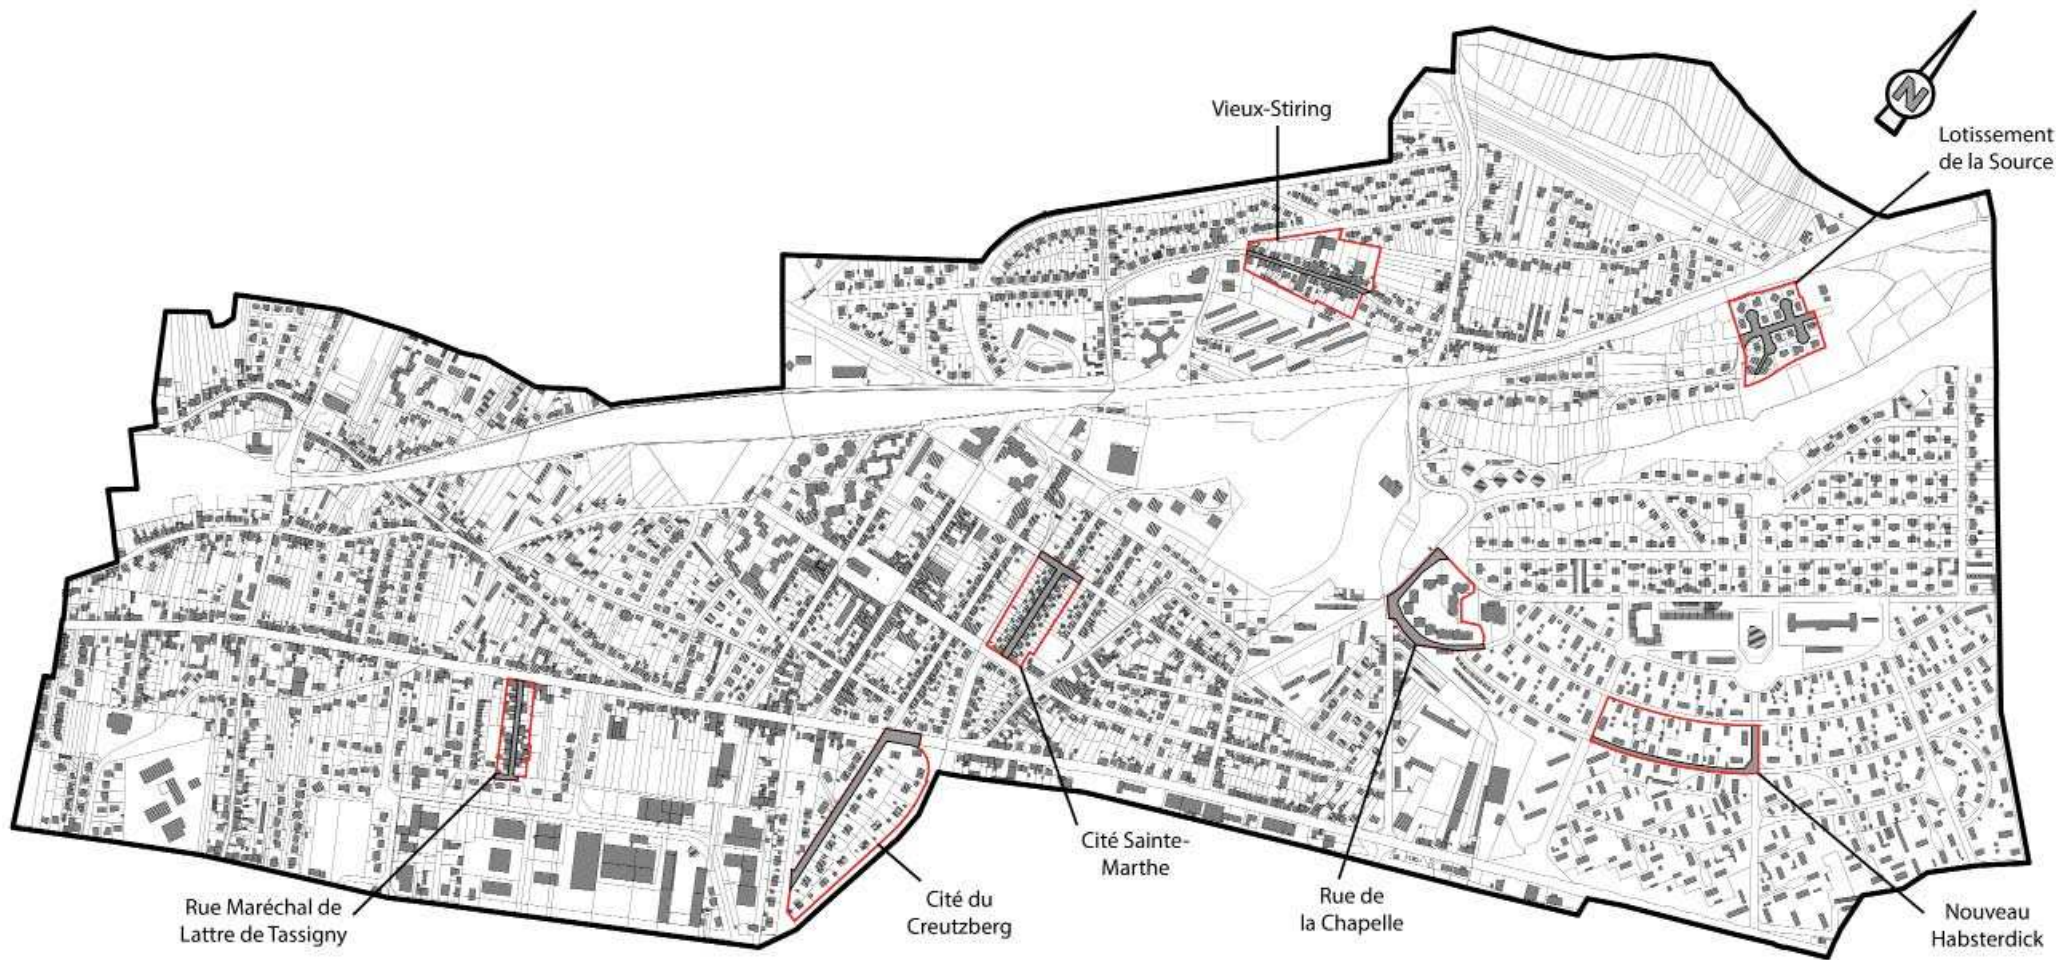 Vieux-Stiring
N
Lotissement
de la Source
Rue Maréchal de
Lattre de Tassigny
Cité du
Creutzberg
Cité Sainte-
Marthe
Rue de
la Chapelle
Nouveau
Habsterdick